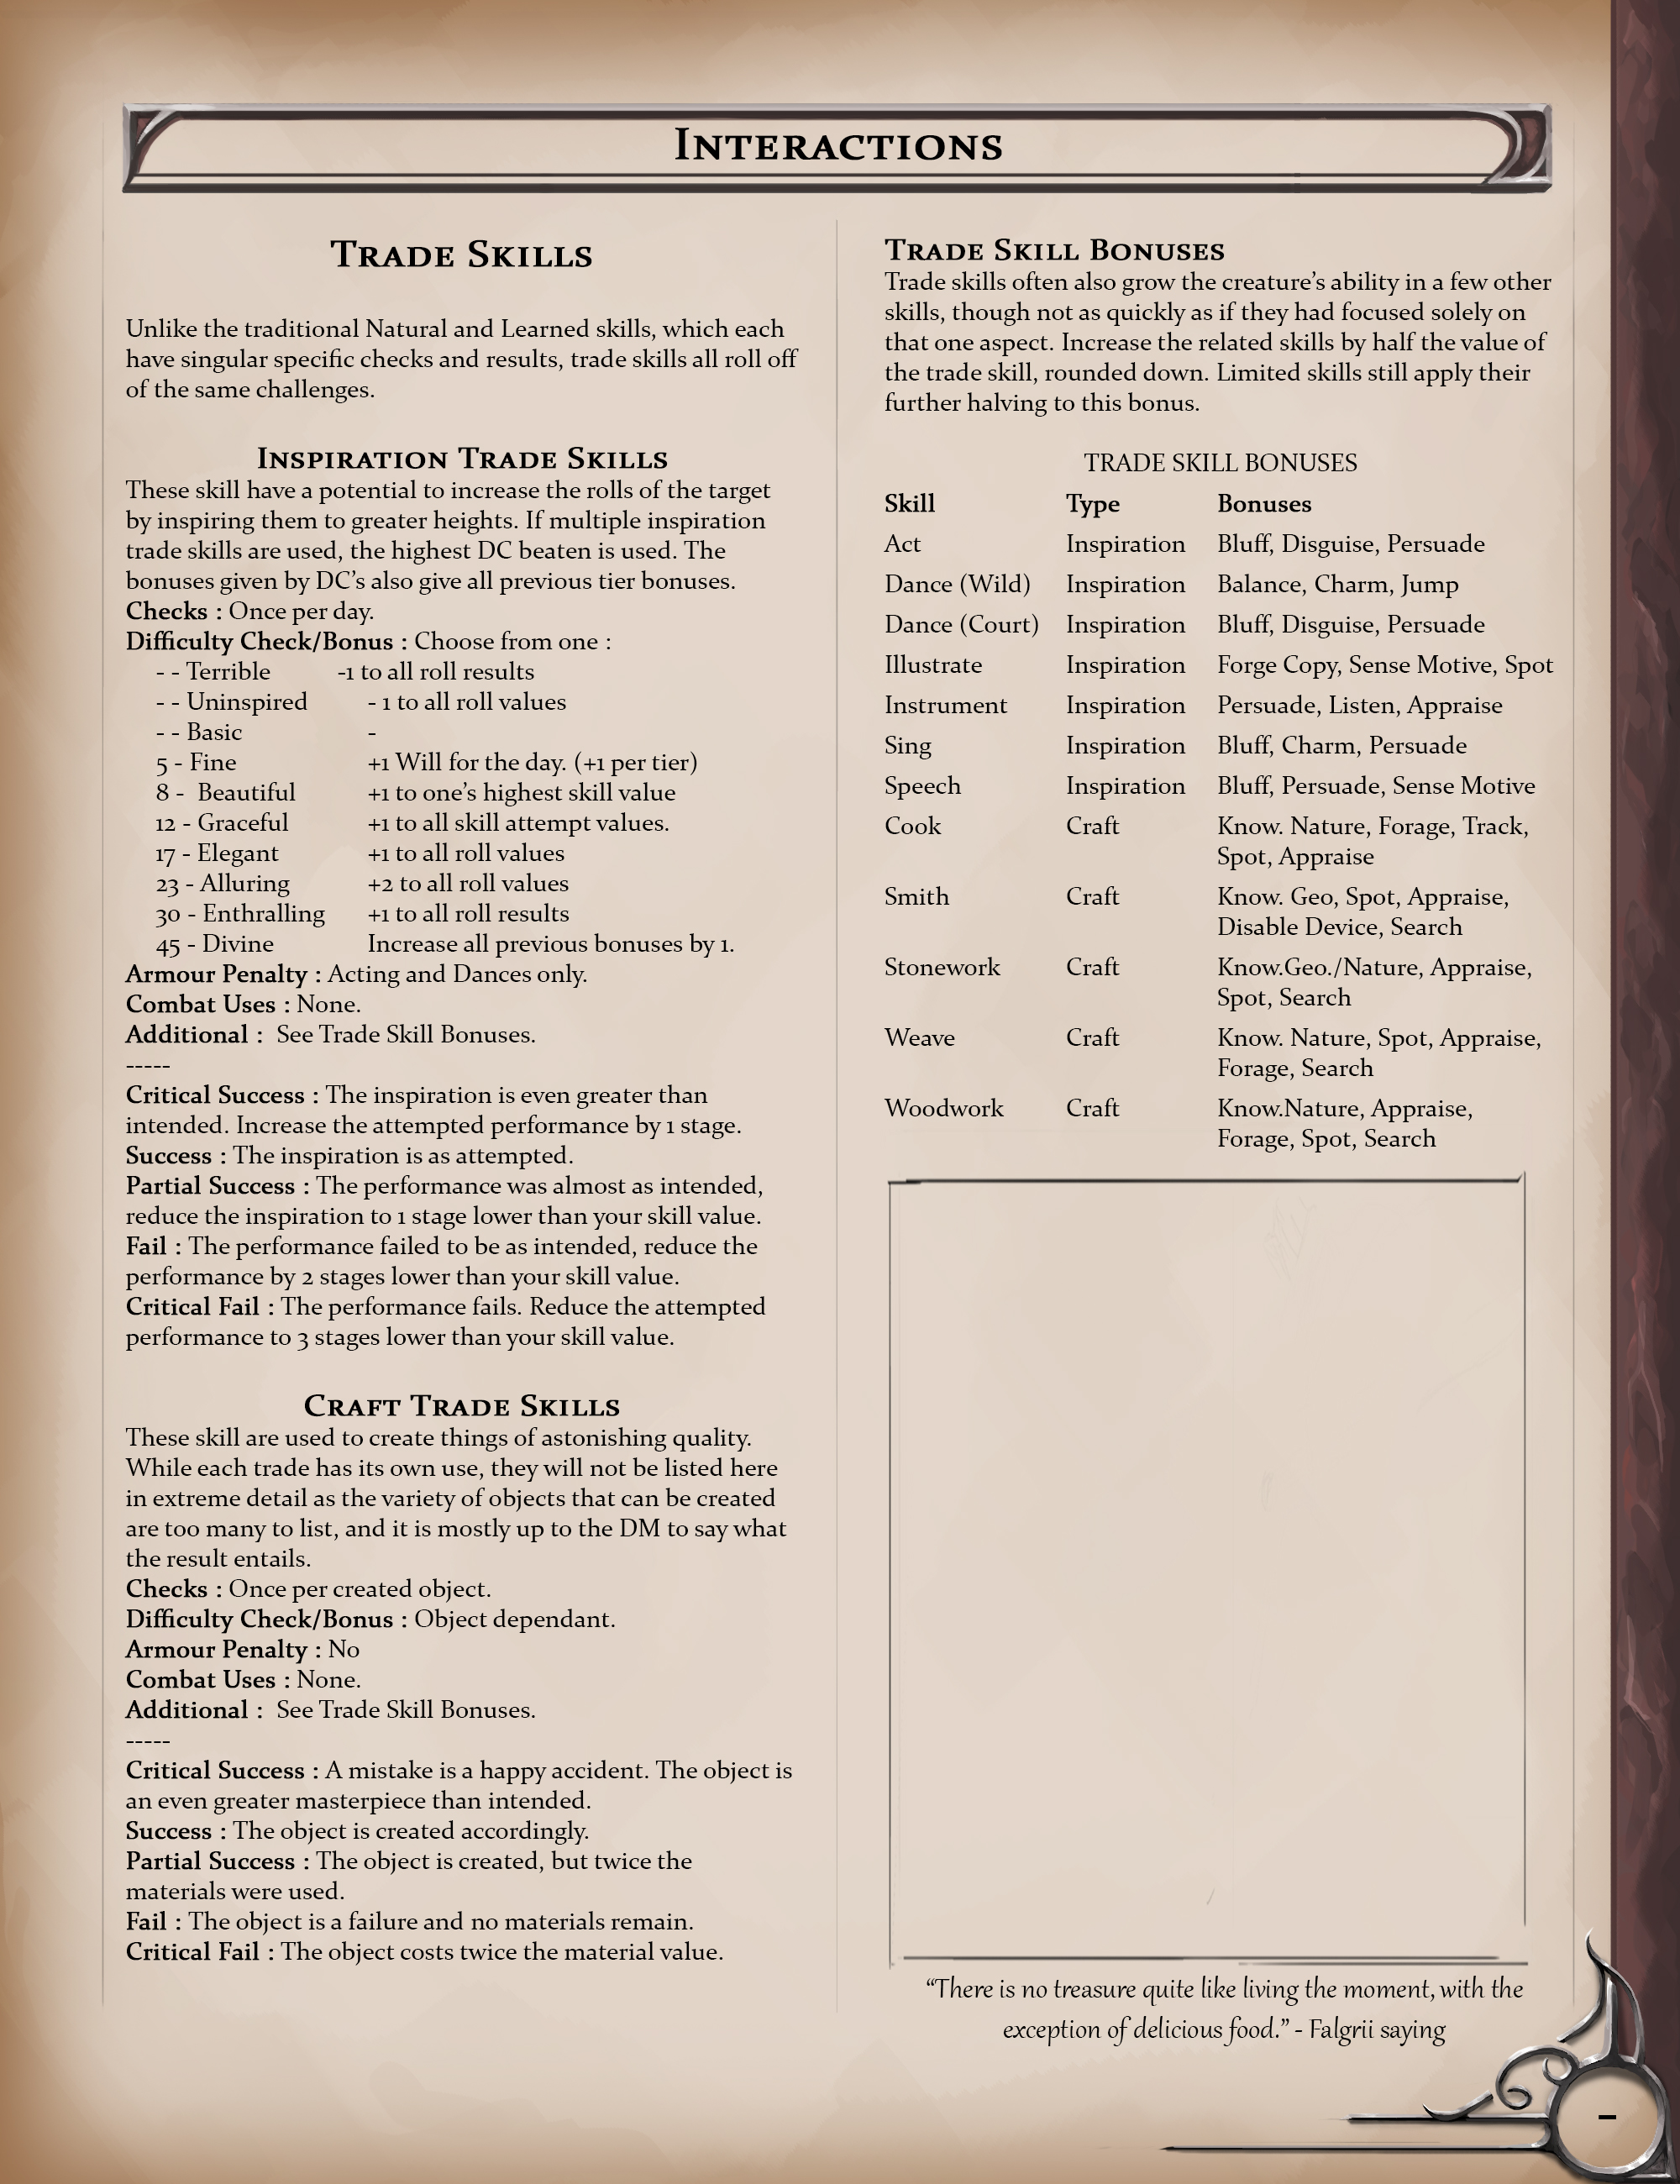 Interactions
Trade Skills
Unlike the traditional Natural and Learned skills, which each
have singular specific checks and results, trade skills all roll off
of the same challenges.
Inspiration Trade Skills
These skill have a potential to increase the rolls of the target
by inspiring them to greater heights. If multiple inspiration
trade skills are used, the highest DC beaten is used. The
bonuses given by DC’s also give all previous tier bonuses.
Checks : Once per day.
Difficulty Check/Bonus : Choose from one :
- - Terrible -1 to all roll results
- - Uninspired - 1 to all roll values
- - Basic -
5 - Fine +1 Will for the day. (+1 per tier)
8 - Beautiful +1 to one’s highest skill value
12 - Graceful +1 to all skill attempt values.
17 - Elegant +1 to all roll values
23 - Alluring +2 to all roll values
30 - Enthralling +1 to all roll results
45 - Divine Increase all previous bonuses by 1.
Armour Penalty : Acting and Dances only.
Combat Uses : None.
Additional : See Trade Skill Bonuses.
-----
Critical Success : The inspiration is even greater than
intended. Increase the attempted performance by 1 stage.
Success : The inspiration is as attempted.
Partial Success : The performance was almost as intended,
reduce the inspiration to 1 stage lower than your skill value.
Fail : The performance failed to be as intended, reduce the
performance by 2 stages lower than your skill value.
Critical Fail : The performance fails. Reduce the attempted
performance to 3 stages lower than your skill value.
Craft Trade Skills
These skill are used to create things of astonishing quality.
While each trade has its own use, they will not be listed here
in extreme detail as the variety of objects that can be created
are too many to list, and it is mostly up to the DM to say what
the result entails.
Checks : Once per created object.
Difficulty Check/Bonus : Object dependant.
Armour Penalty : No
Combat Uses : None.
Additional : See Trade Skill Bonuses.
-----
Critical Success : A mistake is a happy accident. The object is
an even greater masterpiece than intended.
Success : The object is created accordingly.
Partial Success : The object is created, but twice the
materials were used.
Fail : The object is a failure and no materials remain.
Critical Fail : The object costs twice the material value.
Trade Skill Bonuses
Trade skills often also grow the creature’s ability in a few other
skills, though not as quickly as if they had focused solely on
that one aspect. Increase the related skills by half the value of
the trade skill, rounded down. Limited skills still apply their
further halving to this bonus.
TRADE SKILL BONUSES
Skill Type Bonuses
Act Inspiration Bluff, Disguise, Persuade
Dance (Wild) Inspiration Balance, Charm, Jump
Dance (Court) Inspiration Bluff, Disguise, Persuade
Illustrate Inspiration Forge Copy, Sense Motive, Spot
Instrument Inspiration Persuade, Listen, Appraise
Sing Inspiration Bluff, Charm, Persuade
Speech Inspiration Bluff, Persuade, Sense Motive
Cook Craft Know. Nature, Forage, Track,
Spot, Appraise
Smith Craft Know. Geo, Spot, Appraise,
Disable Device, Search
Stonework Craft Know.Geo./Nature, Appraise,
Spot, Search
Weave Craft Know. Nature, Spot, Appraise,
Forage, Search
Woodwork Craft Know.Nature, Appraise,
Forage, Spot, Search
“There is no treasure quite like living the moment, with the
exception of delicious food.” - Falgrii saying
-